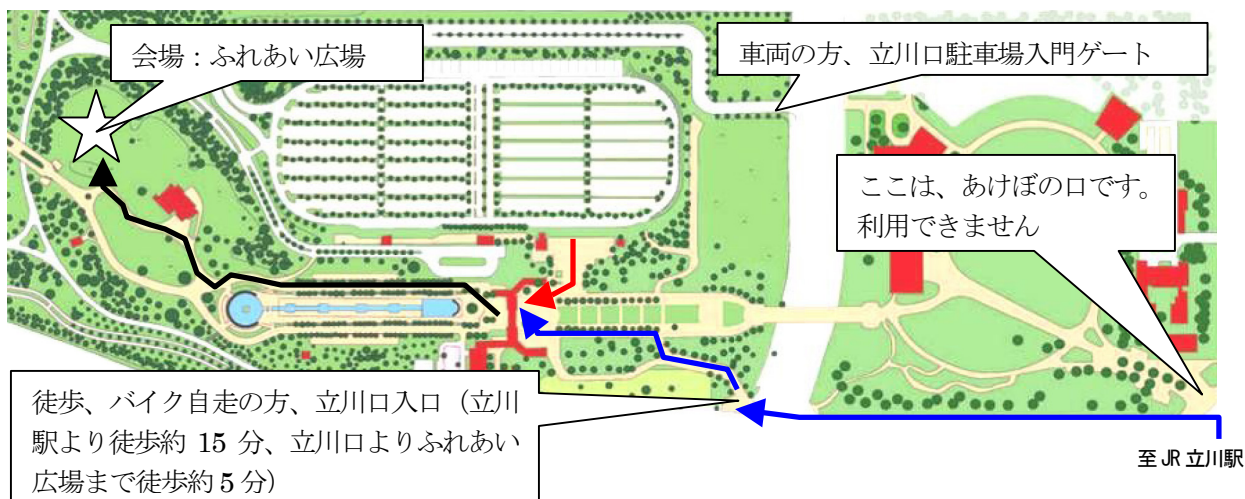 会場：ふれあい広場
車両の方、立川口駐車場入門ゲート
ここは、あけぼの口です。
利用できません
徒歩、バイク自走の方、立川口入口（立川
駅より徒歩約 15 分、立川口よりふれあい
広場まで徒歩約 5 分）
至 JR 立川駅